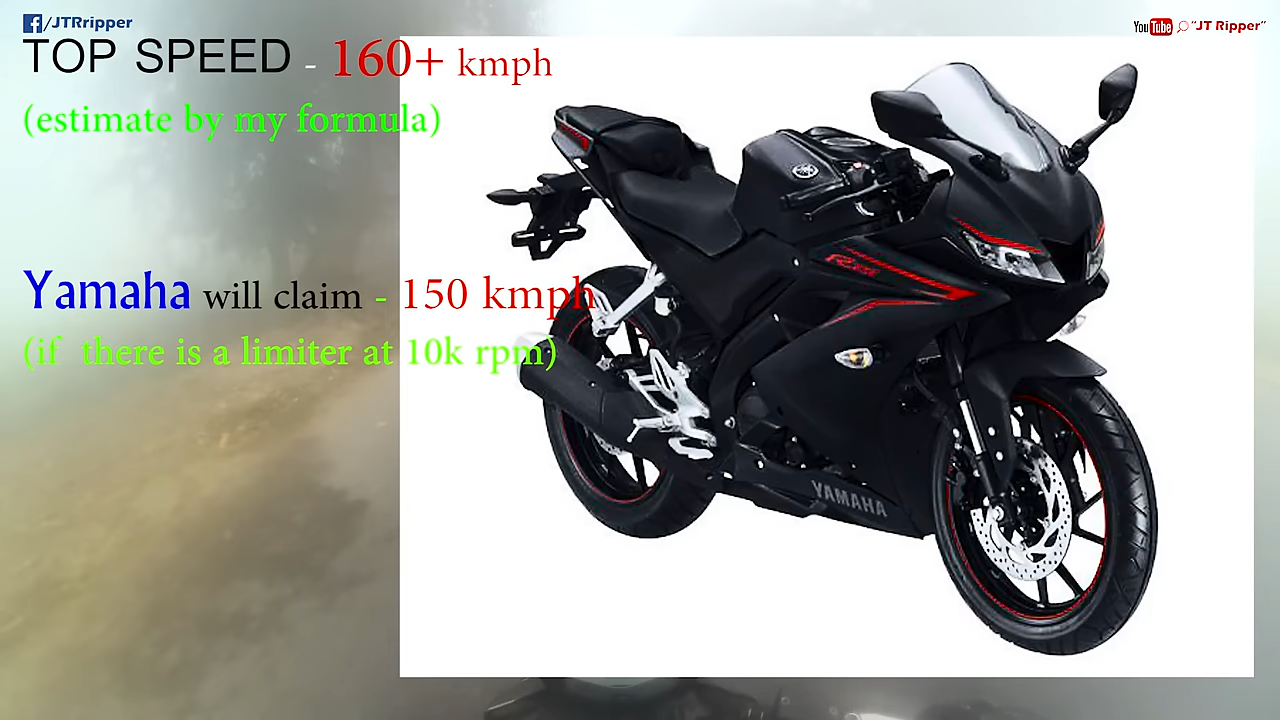 f/JTRripper
YouTube "JT Ripper"
TOP SPEED - 160+ kmph
(estimate by my formula)
Yamaha will claim - 150 kmph
(if there is a limiter at 10k rpm)
YAMAHA